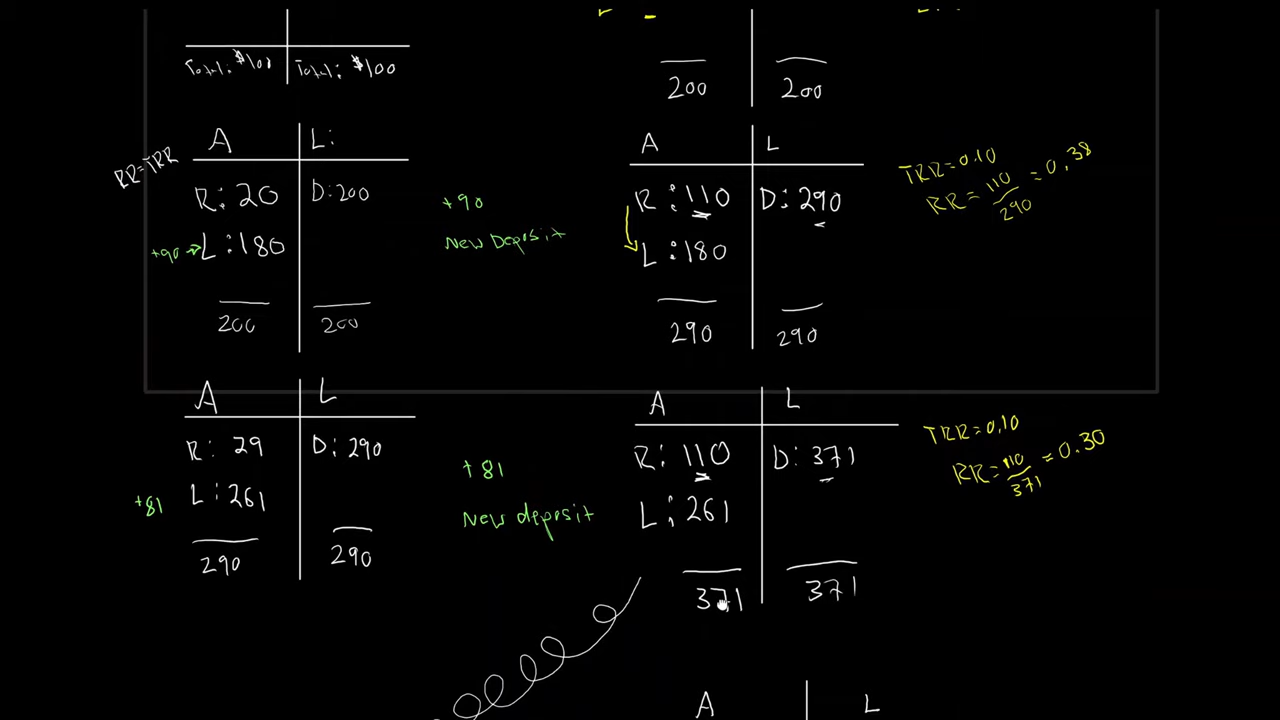 Total: $100 Total: $100
200 200
A L:
RR=TRR
R: 20 D: 200
+90 → L: 180
200 200
+90
New Deposit
A L
R: 110 D: 290
L: 180
290 290
TRR=0.10
RR=110/290=0.38
A L
R: 29 D: 290
+81 L: 261
290 290
+81
New deposit
A L
R: 110 D: 371
L: 261
371 371
TRR=0.10
RR=110/371=0.30
A L